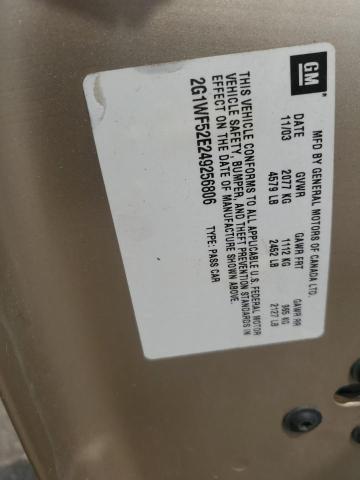 GM
MFD BY GENERAL MOTORS OF CANADA LTD.
DATE GVWR GAWR FRT GAWR RR
11/03 2077 KG 1112 KG 965 KG
4579 LB 2452 LB 2127 LB
THIS VEHICLE CONFORMS TO ALL APPLICABLE U.S. FEDERAL MOTOR
VEHICLE SAFETY, BUMPER, AND THEFT PREVENTION STANDARDS IN
EFFECT ON THE DATE OF MANUFACTURE SHOWN ABOVE.
2G1WF52E249256806 TYPE: PASS CAR